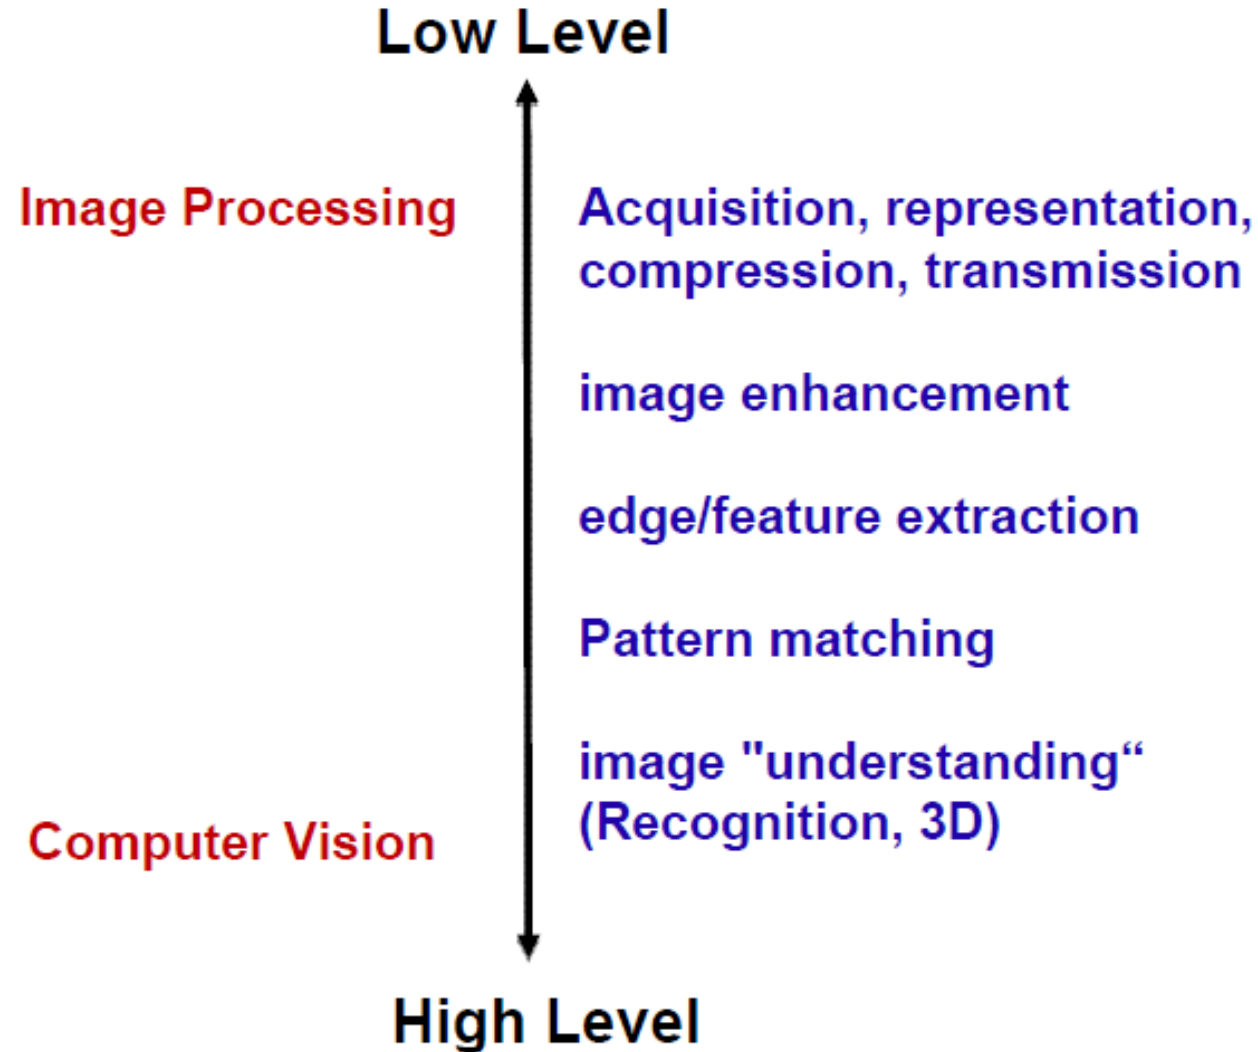 Low Level
Image Processing
Acquisition, representation,
compression, transmission
image enhancement
edge/feature extraction
Pattern matching
image "understanding“
(Recognition, 3D)
Computer Vision
High Level